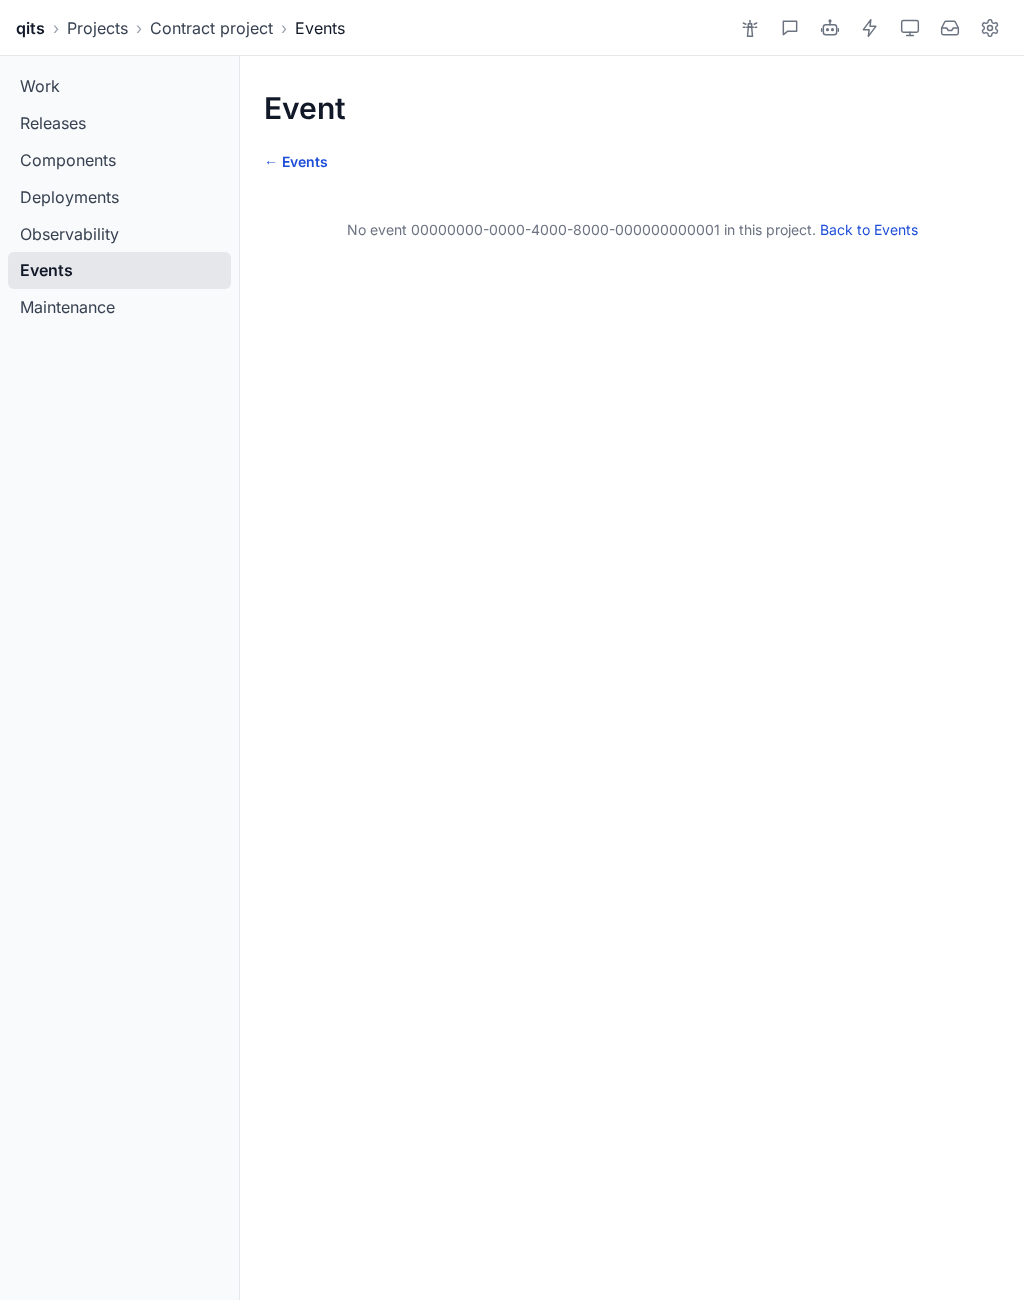 qits › Projects › Contract project › Events
Work
Releases
Components
Deployments
Observability
Events
Maintenance
Event
← Events
No event 00000000-0000-4000-8000-000000000001 in this project. Back to Events